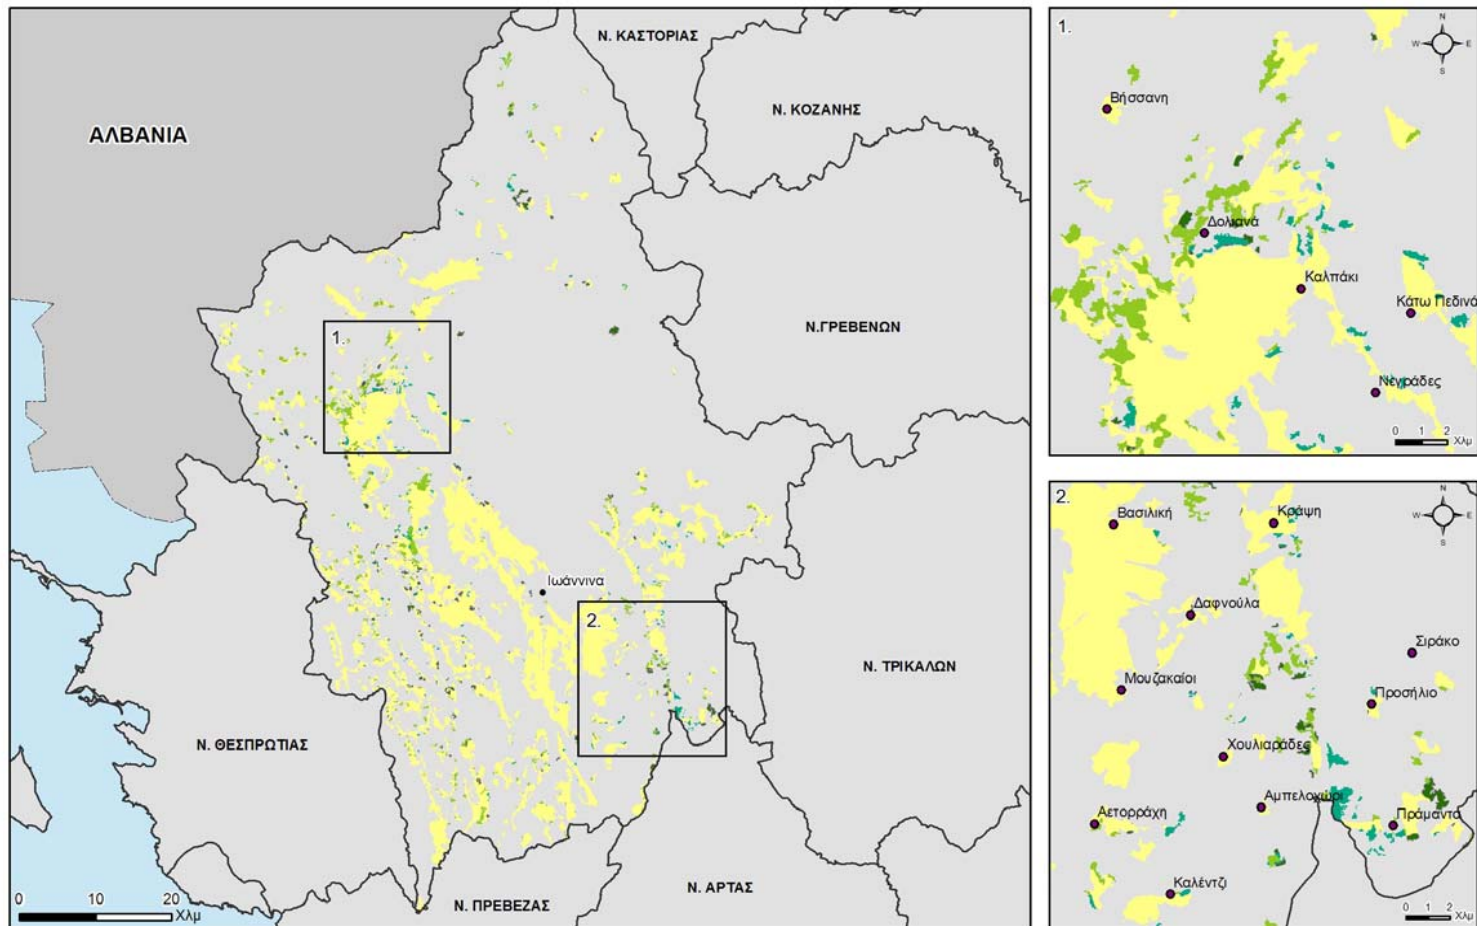 Ν. ΚΑΣΤΟΡΙΑΣ
Ν. ΚΟΖΑΝΗΣ
ΑΛΒΑΝΙΑ
Ν.ΓΡΕΒΕΝΩΝ
1.
Ιωάννινα
2.
Ν. ΤΡΙΚΑΛΩΝ
Ν. ΘΕΣΠΡΩΤΙΑΣ
Ν. ΑΡΤΑΣ
Ν. ΠΡΕΒΕΖΑΣ
0 10 20
Χλμ
1.
N
W E
S
Βήσσανη
Δολιανά
Καλπάκι
Κάτω Πεδινά
Νεγράδες
0 1 2
Χλμ
2.
N
W E
S
Βασιλική
Κράψη
Δαφνούλα
Σιράκο
Μουζακαίοι
Προσήλιο
Χουλιαράδες
Αμπελοχώρι
Αετορράχη
Πράμαντα
Καλέντζι
0 1 2
Χλμ